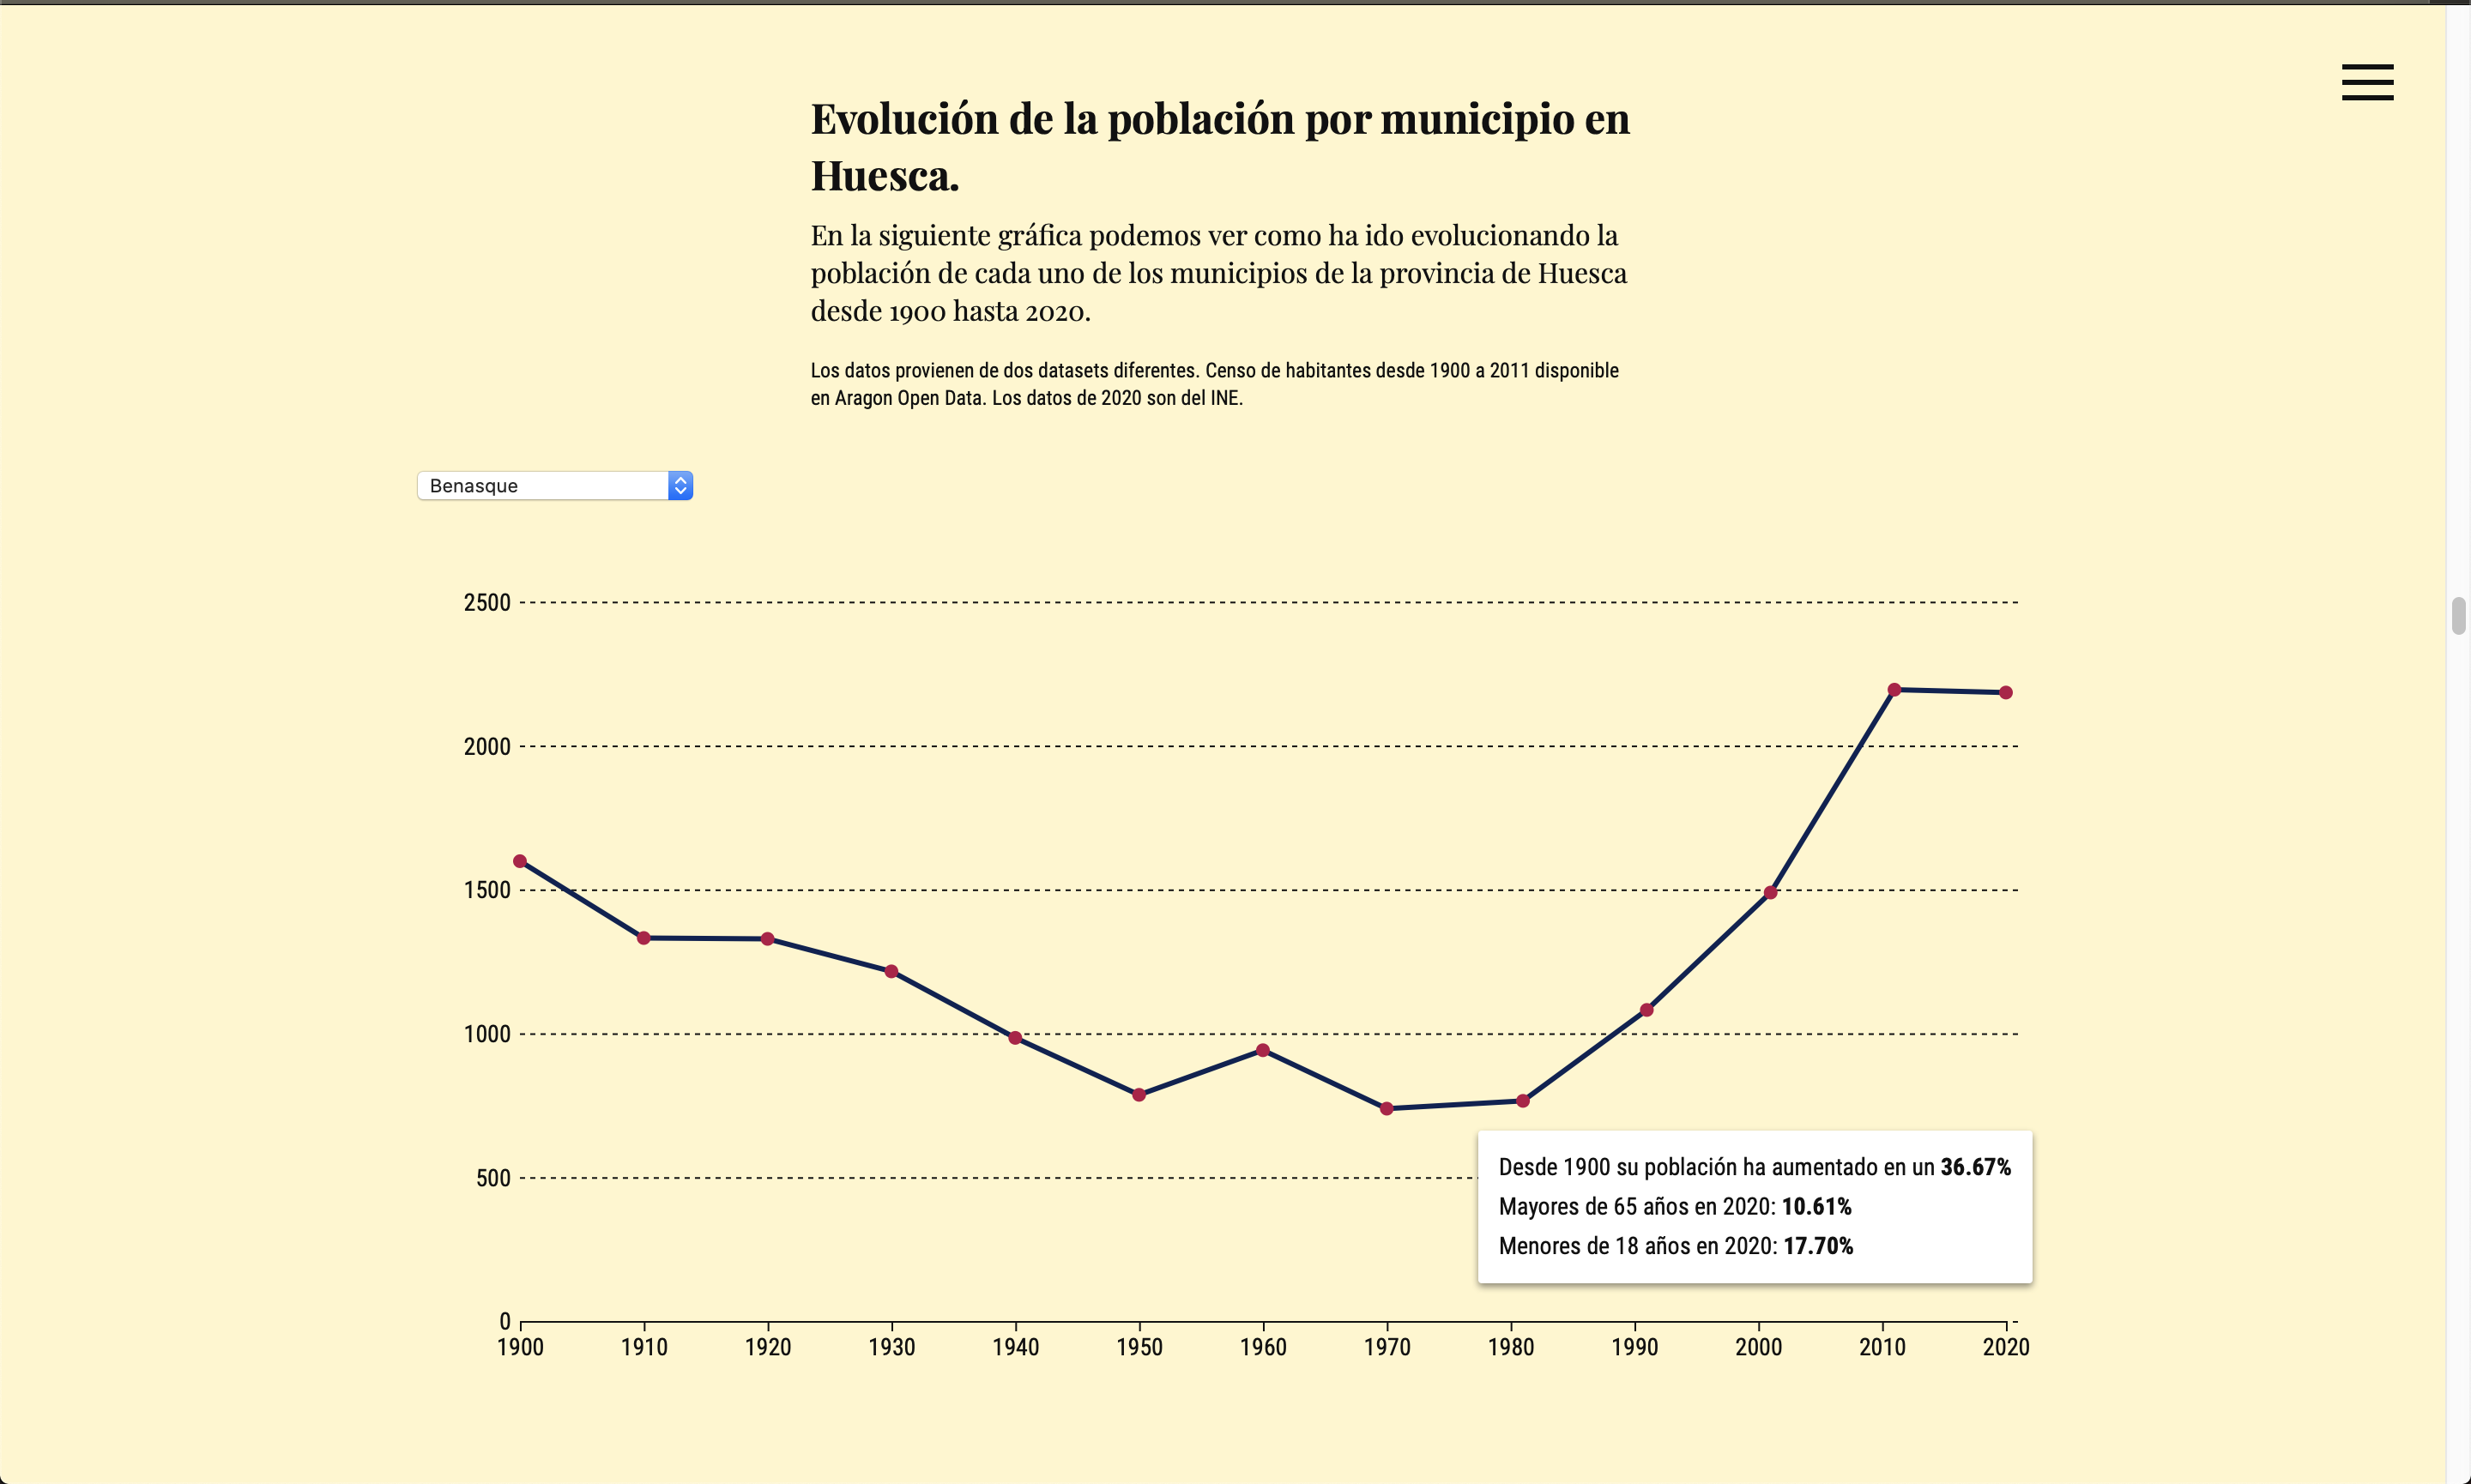 Evolución de la población por municipio en
Huesca.
En la siguiente gráfica podemos ver como ha ido evolucionando la
población de cada uno de los municipios de la provincia de Huesca
desde 1900 hasta 2020.
Los datos provienen de dos datasets diferentes. Censo de habitantes desde 1900 a 2011 disponible
en Aragon Open Data. Los datos de 2020 son del INE.
Benasque
2500
2000
1500
1000
500
0
Desde 1900 su población ha aumentado en un 36.67%
Mayores de 65 años en 2020: 10.61%
Menores de 18 años en 2020: 17.70%
1900 1910 1920 1930 1940 1950 1960 1970 1980 1990 2000 2010 2020